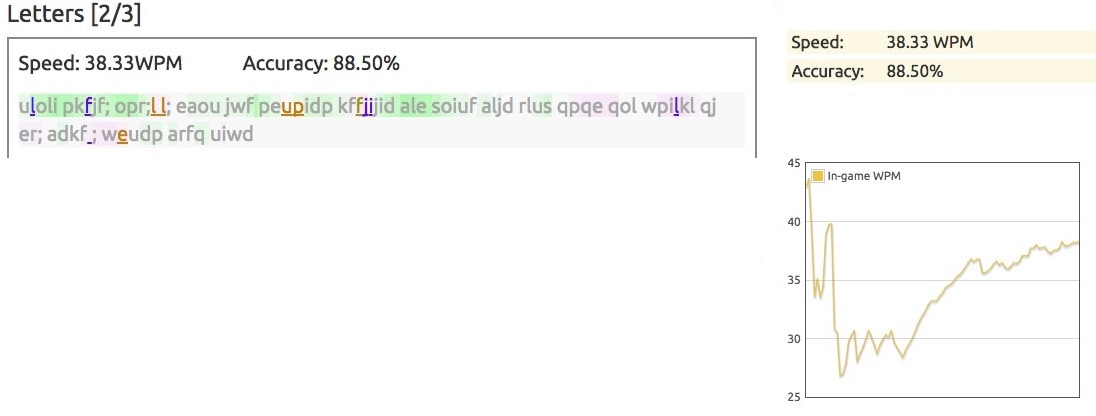 Letters [2/3]
Speed: 38.33WPM Accuracy: 88.50%
uloli pkfjf; opr;l l; eaou jwf peupidp kffjijid ale soiuf aljd rlus qpqe qol wpilkl qj
er; adkf ; weudp arfq uiwd
Speed: 38.33 WPM
Accuracy: 88.50%
45
In-game WPM
40
35
30
25